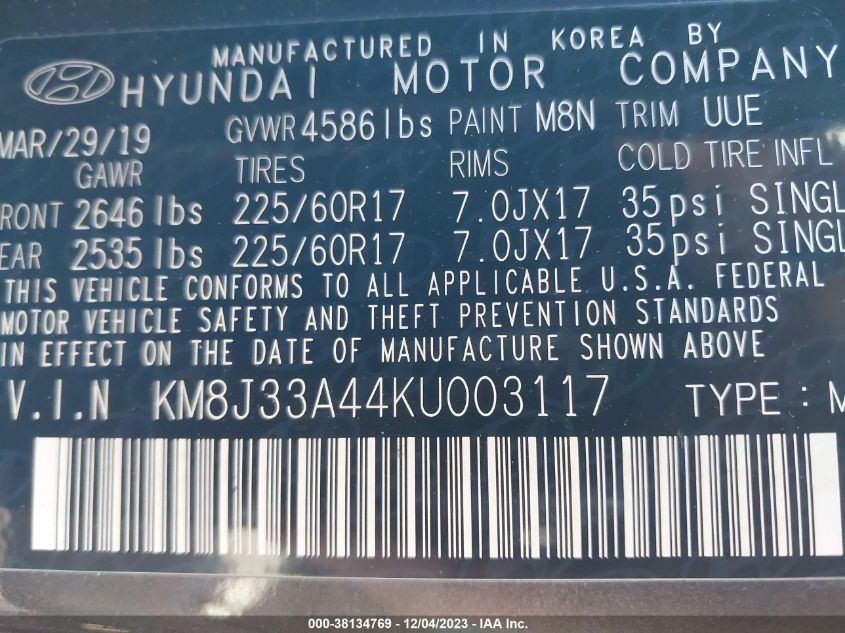 MANUFACTURED IN KOREA BY
HYUNDAI MOTOR COMPANY
MAR/29/19 GVWR 4586 lbs PAINT M8N TRIM UUE
GAWR TIRES RIMS COLD TIRE INFL
RONT 2646 lbs 225/60R17 7.0JX17 35psi SINGL
EAR 2535 lbs 225/60R17 7.0JX17 35psi SINGL
THIS VEHICLE CONFORMS TO ALL APPLICABLE U.S.A. FEDERAL
MOTOR VEHICLE SAFETY AND THEFT PREVENTION STANDARDS
IN EFFECT ON THE DATE OF MANUFACTURE SHOWN ABOVE
V.I.N KM8J33A44KU003117 TYPE : M
000-38134769 - 12/04/2023 - IAA Inc.